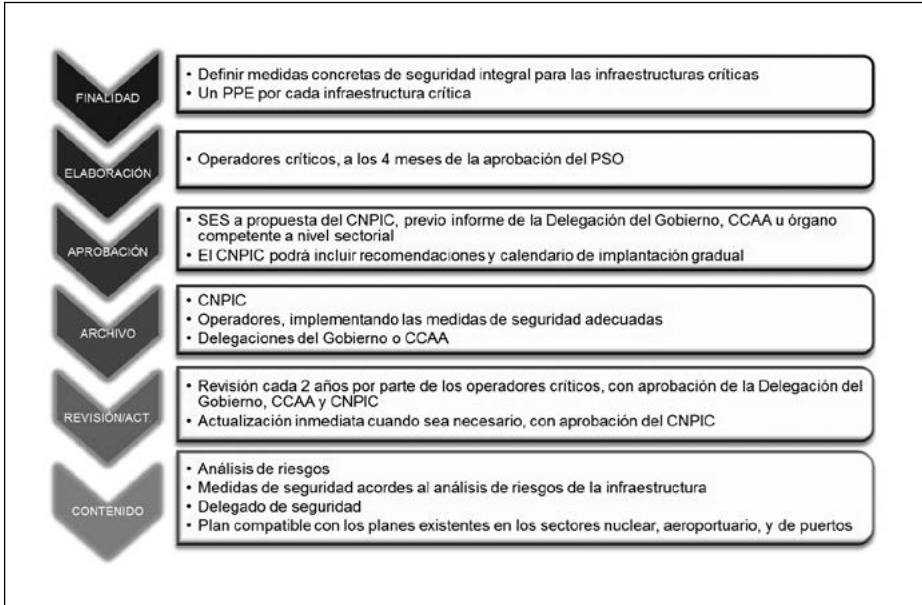 FINALIDAD
• Definir medidas concretas de seguridad integral para las infraestructuras críticas
• Un PPE por cada infraestructura crítica
ELABORACIÓN
• Operadores críticos, a los 4 meses de la aprobación del PSO
APROBACIÓN
• SES a propuesta del CNPIC, previo informe de la Delegación del Gobierno, CCAA u órgano
competente a nivel sectorial
• El CNPIC podrá incluir recomendaciones y calendario de implantación gradual
ARCHIVO
• CNPIC
• Operadores, implementando las medidas de seguridad adecuadas
• Delegaciones del Gobierno o CCAA
REVISIÓN/ACT.
• Revisión cada 2 años por parte de los operadores críticos, con aprobación de la Delegación del
Gobierno, CCAA y CNPIC
• Actualización inmediata cuando sea necesario, con aprobación del CNPIC
CONTENIDO
• Análisis de riesgos
• Medidas de seguridad acordes al análisis de riesgos de la infraestructura
• Delegado de seguridad
• Plan compatible con los planes existentes en los sectores nuclear, aeroportuario, y de puertos